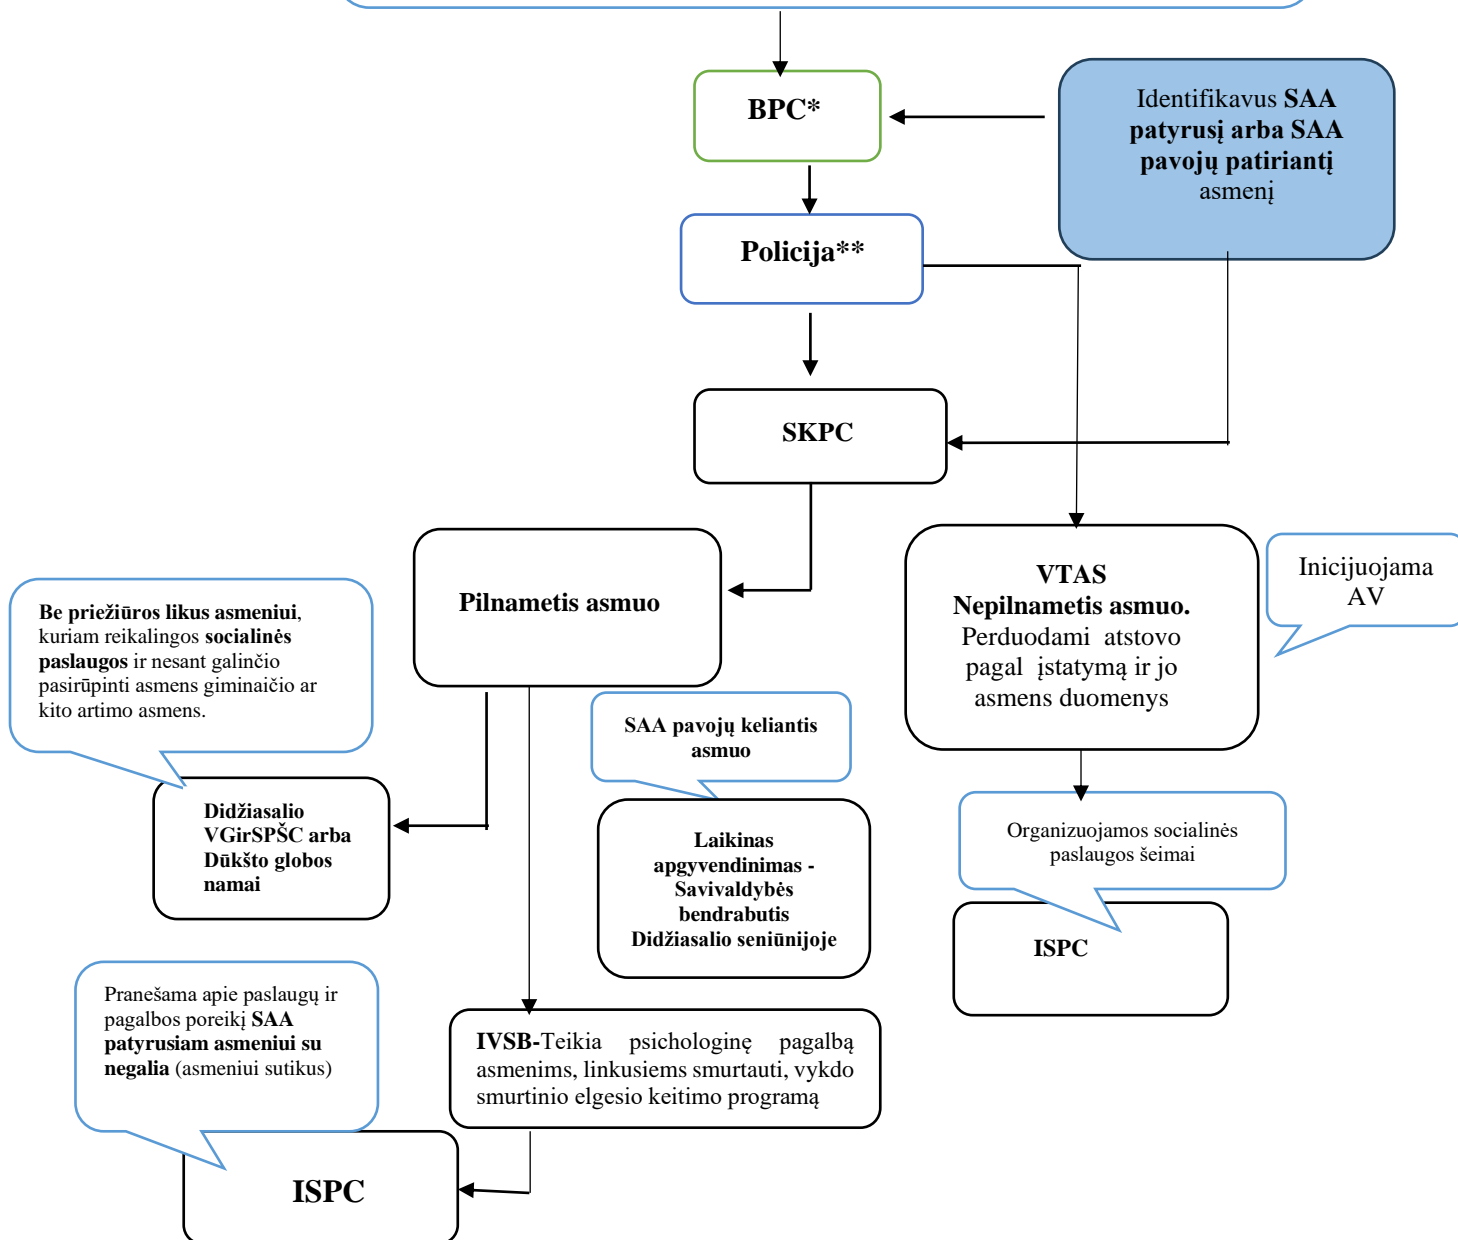 BPC*
Identifikavus SAA
patyrusį arba SAA
pavojų patiriantį
asmenį
Policija**
SKPC
Pilnametis asmuo
VTAS
Nepilnametis asmuo.
Perduodami atstovo
pagal įstatymą ir jo
asmens duomenys
Inicijuojama
AV
Be priežiūros likus asmeniui,
kuriam reikalingos socialinės
paslaugos ir nesant galinčio
pasirūpinti asmens giminaičio ar
kito artimo asmens.
SAA pavojų keliantis
asmuo
Didžiasalio
VGirSPŠC arba
Dūkšto globos
namai
Laikinas
apgyvendinimas -
Savivaldybės
bendrabutis
Didžiasalio seniūnijoje
Organizuojamos socialinės
paslaugos šeimai
ISPC
Pranešama apie paslaugų ir
pagalbos poreikį SAA
patyrusiam asmeniui su
negalia (asmeniui sutikus)
IVSB-Teikia psichologinę pagalbą
asmenims, linkusiems smurtauti, vykdo
smurtinio elgesio keitimo programą
ISPC